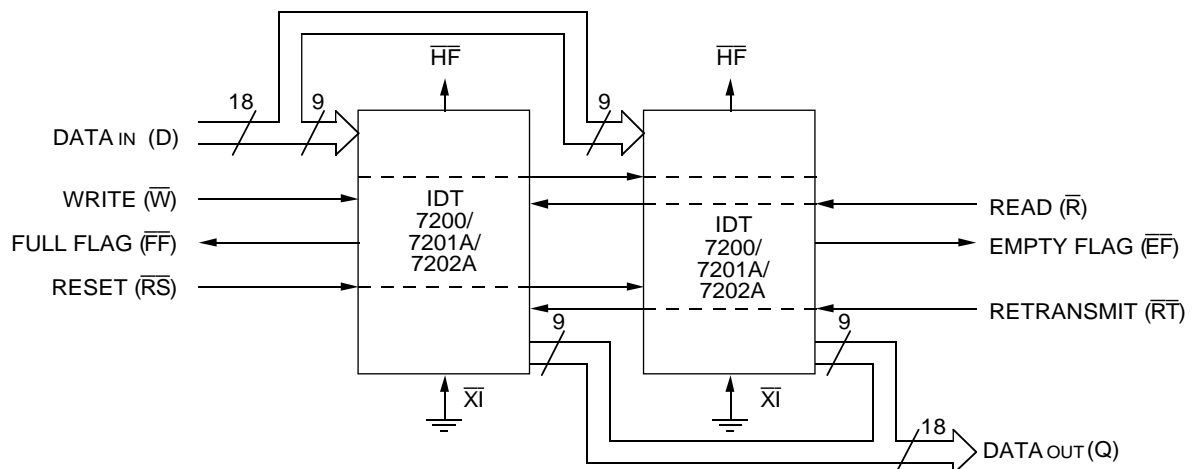 HF
HF
18
9
9
DATA IN (D)
WRITE (W)
FULL FLAG (FF)
RESET (RS)
IDT
7200/
7201A/
7202A
IDT
7200/
7201A/
7202A
READ (R)
EMPTY FLAG (EF)
RETRANSMIT (RT)
9
9
XI
XI
18
DATA OUT (Q)